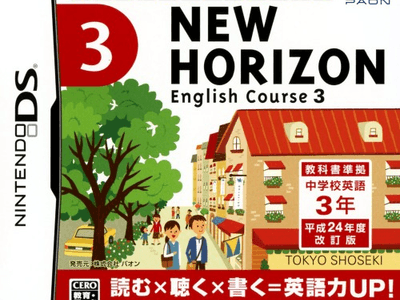 PAON
3
NEW
HORIZON
English Course 3
NINTENDO DS
教科書準拠
中学校英語
3年
平成24年度
改訂版
TOKYO SHOSEKI
発売元:株式会社 パオン
CERO
教育・
読む×聴く×書く=英語力UP!